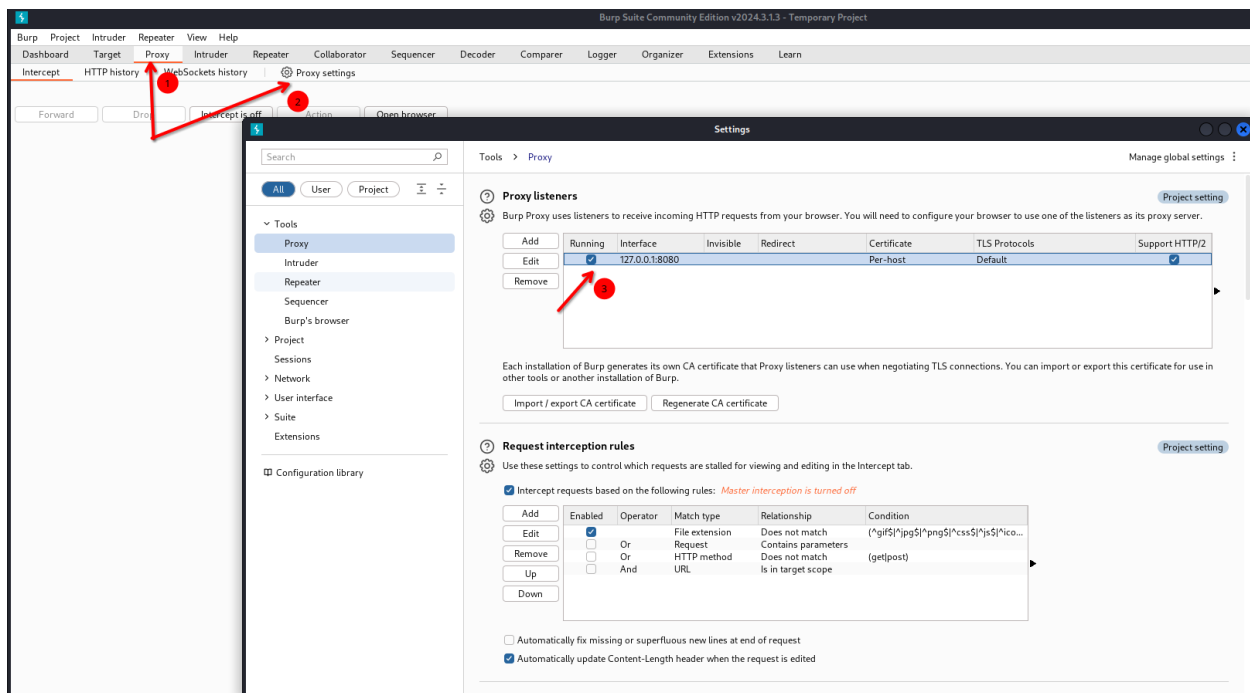 Burp Suite Community Edition v2024.3.1.3 - Temporary Project
Burp Project Intruder Repeater View Help
Dashboard Target Proxy Intruder Repeater Collaborator Sequencer Decoder Comparer Logger Organizer Extensions Learn
Intercept HTTP history WebSockets history Proxy settings
1
2
Forward Drop Intercept is off Action Open browser
Settings
Search
Tools > Proxy
Manage global settings
All User Project
Tools
Proxy
Intruder
Repeater
Sequencer
Burp's browser
Project
Sessions
Network
User interface
Suite
Extensions
Configuration library
Proxy listeners
Project setting
Burp Proxy uses listeners to receive incoming HTTP requests from your browser. You will need to configure your browser to use one of the listeners as its proxy server.
Add
Edit
Remove
Running Interface Invisible Redirect Certificate TLS Protocols Support HTTP/2
127.0.0.1:8080 Per-host Default
3
Each installation of Burp generates its own CA certificate that Proxy listeners can use when negotiating TLS connections. You can import or export this certificate for use in
other tools or another installation of Burp.
Import / export CA certificate Regenerate CA certificate
Request interception rules
Project setting
Use these settings to control which requests are stalled for viewing and editing in the Intercept tab.
Intercept requests based on the following rules: Master interception is turned off
Add
Edit
Remove
Up
Down
Enabled Operator Match type Relationship Condition
File extension Does not match (^gif$|^jpg$|^png$|^css$|^js$|^ico...
Or Request Contains parameters
Or HTTP method Does not match (get|post)
And URL Is in target scope
Automatically fix missing or superfluous new lines at end of request
Automatically update Content-Length header when the request is edited